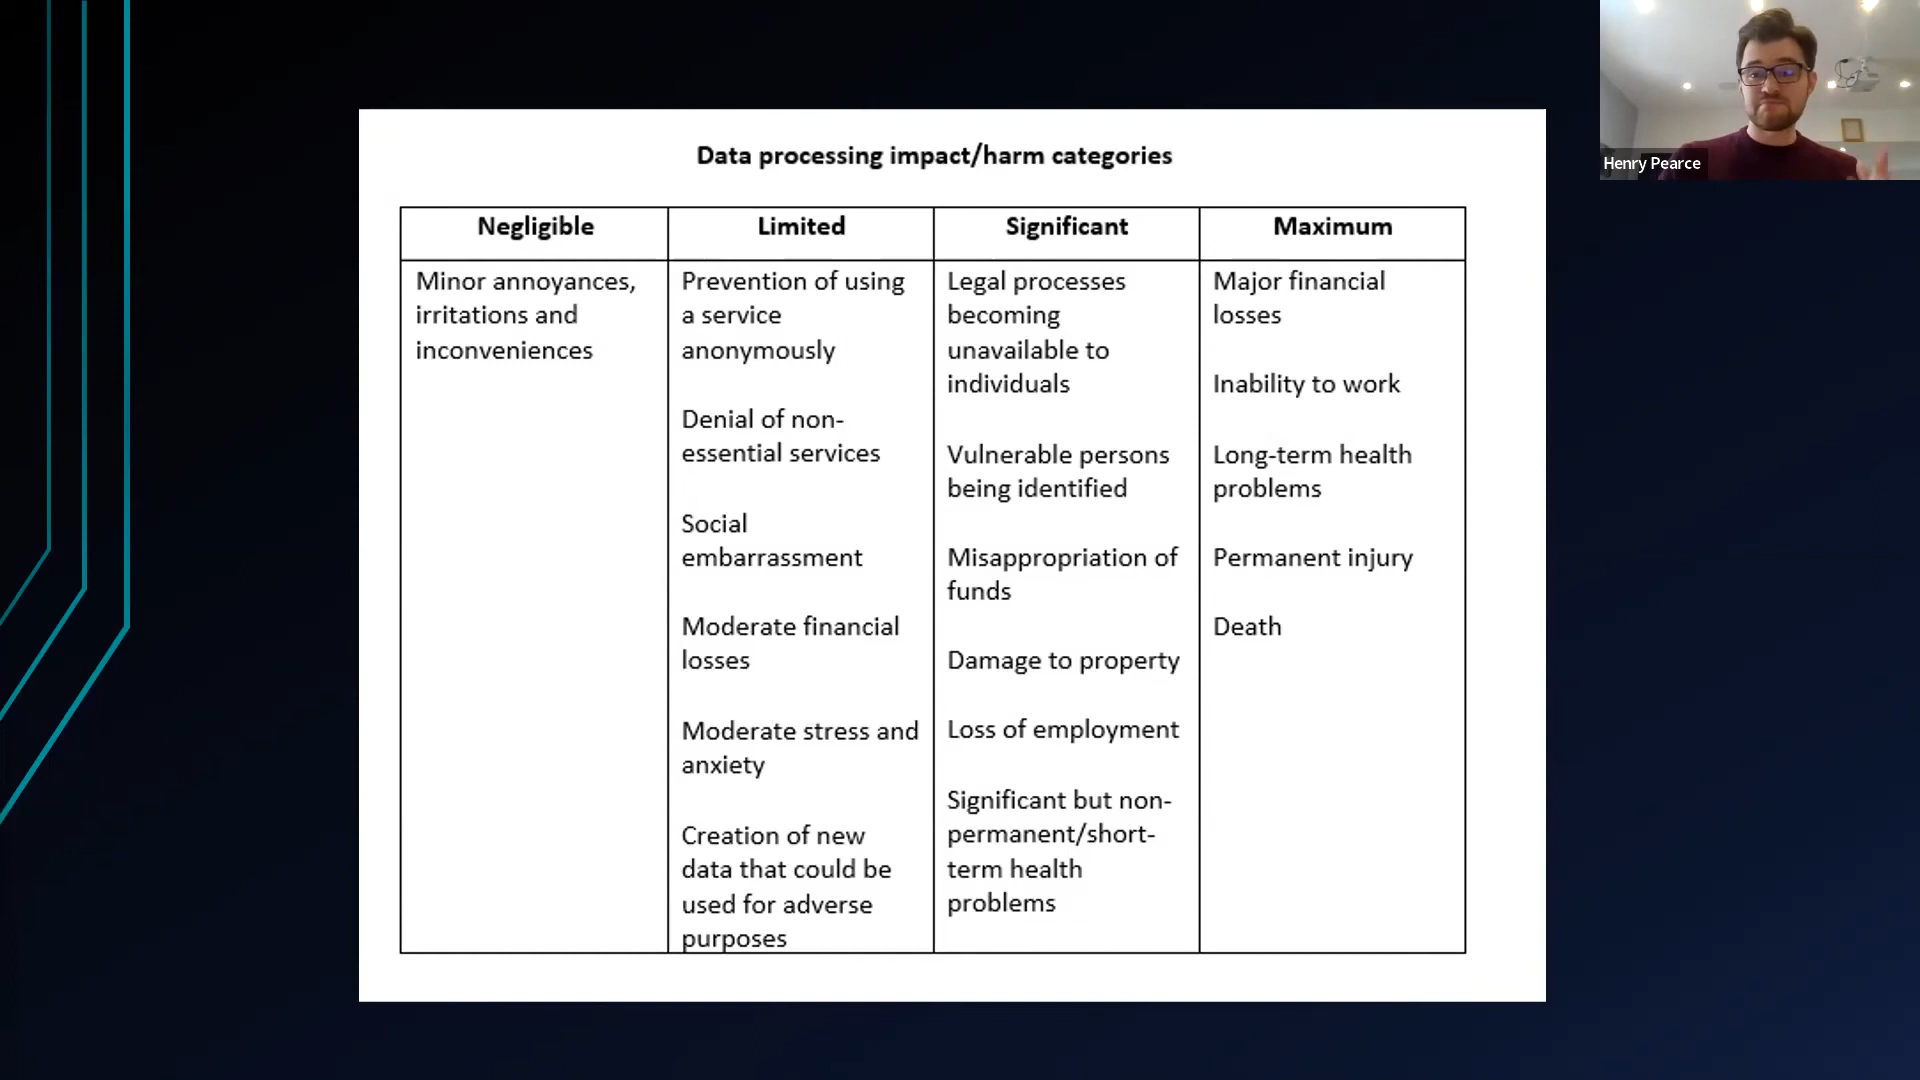 Data processing impact/harm categories
Negligible
Limited
Significant
Maximum
Minor annoyances,
irritations and
inconveniences
Prevention of using
a service
anonymously
Denial of non-
essential services
Social
embarrassment
Moderate financial
losses
Moderate stress and
anxiety
Creation of new
data that could be
used for adverse
purposes
Legal processes
becoming
unavailable to
individuals
Vulnerable persons
being identified
Misappropriation of
funds
Damage to property
Loss of employment
Significant but non-
permanent/short-
term health
problems
Major financial
losses
Inability to work
Long-term health
problems
Permanent injury
Death
Henry Pearce